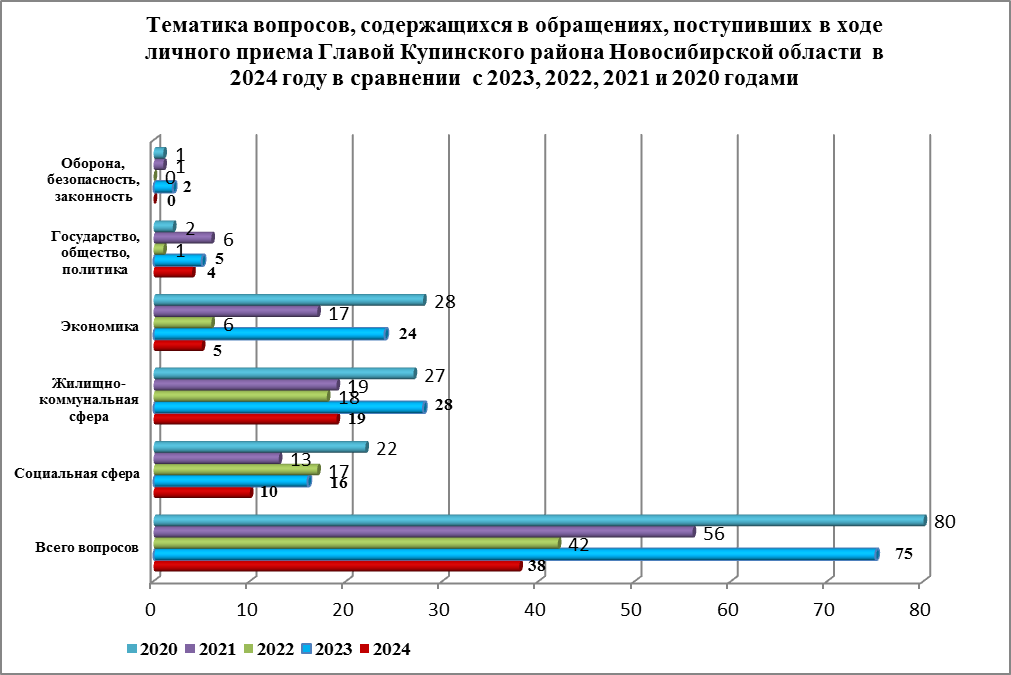 Тематика вопросов, содержащихся в обращениях, поступивших в ходе
личного приема Главой Купинского района Новосибирской области в
2024 году в сравнении с 2023, 2022, 2021 и 2020 годами
Оборона,
безопасность,
законность
1
1
0
2
0
Государство,
общество,
политика
2
6
1
5
4
Экономика
28
17
6
24
5
Жилищно-
коммунальная
сфера
27
19
18
28
19
Социальная сфера
22
13
17
16
10
Всего вопросов
80
56
42
75
38
0 10 20 30 40 50 60 70 80
2020 2021 2022 2023 2024